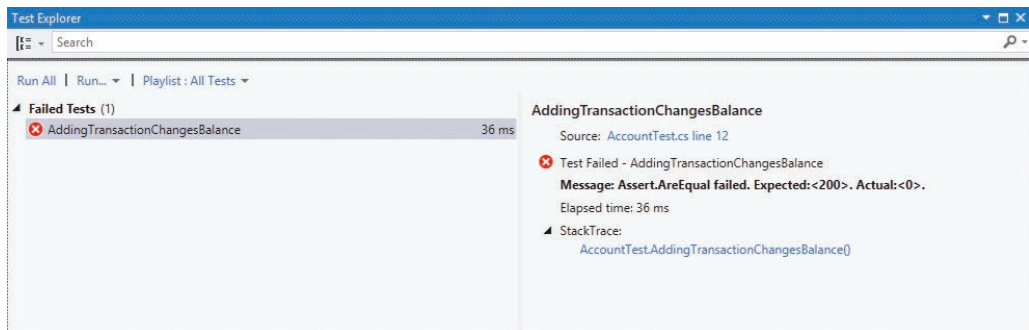 Test Explorer
Search
Run All | Run... | Playlist : All Tests
Failed Tests (1)
AddingTransactionChangesBalance 36 ms
AddingTransactionChangesBalance
Source: AccountTest.cs line 12
Test Failed - AddingTransactionChangesBalance
Message: Assert.AreEqual failed. Expected:<200>. Actual:<0>.
Elapsed time: 36 ms
StackTrace:
AccountTest.AddingTransactionChangesBalance()